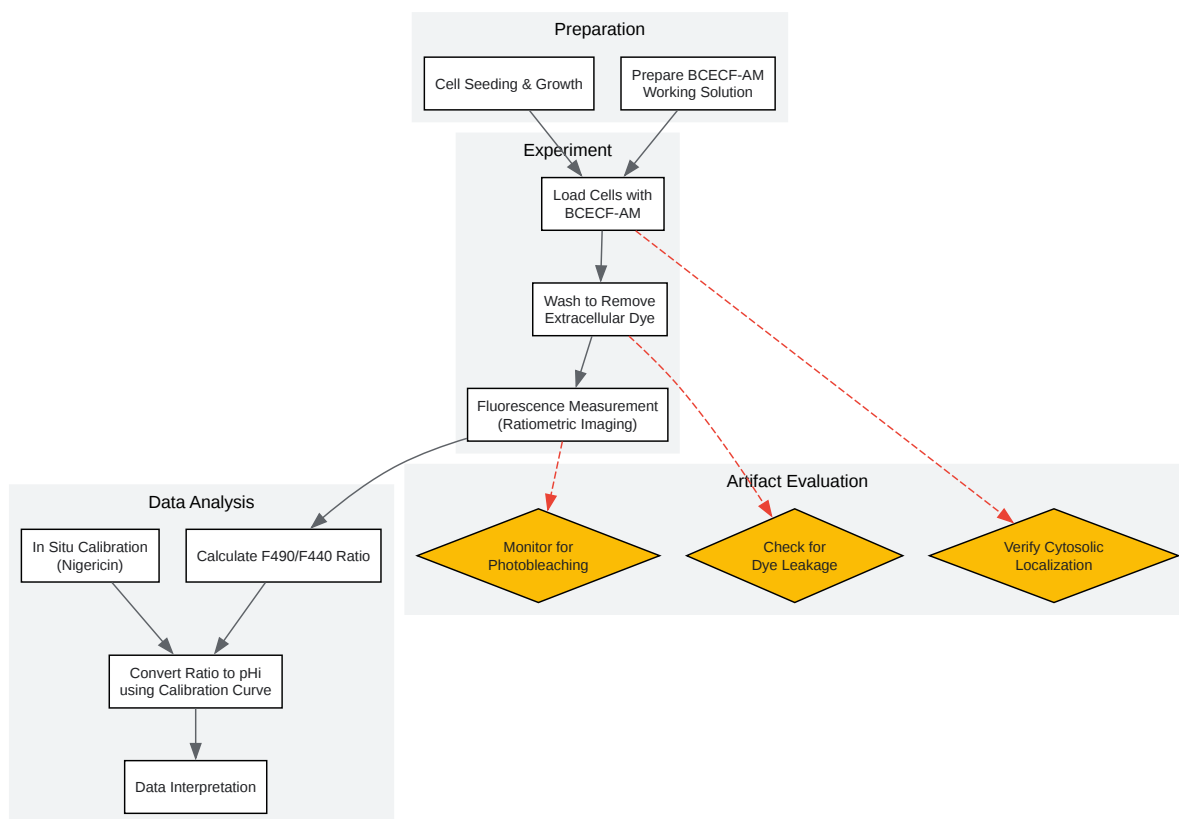 Preparation
Cell Seeding & Growth
Prepare BCECF-AM
Working Solution
Experiment
Load Cells with
BCECF-AM
Wash to Remove
Extracellular Dye
Fluorescence Measurement
(Ratiometric Imaging)
Data Analysis
In Situ Calibration
(Nigericin)
Calculate F490/F440 Ratio
Convert Ratio to pHi
using Calibration Curve
Data Interpretation
Artifact Evaluation
Monitor for
Photobleaching
Check for
Dye Leakage
Verify Cytosolic
Localization